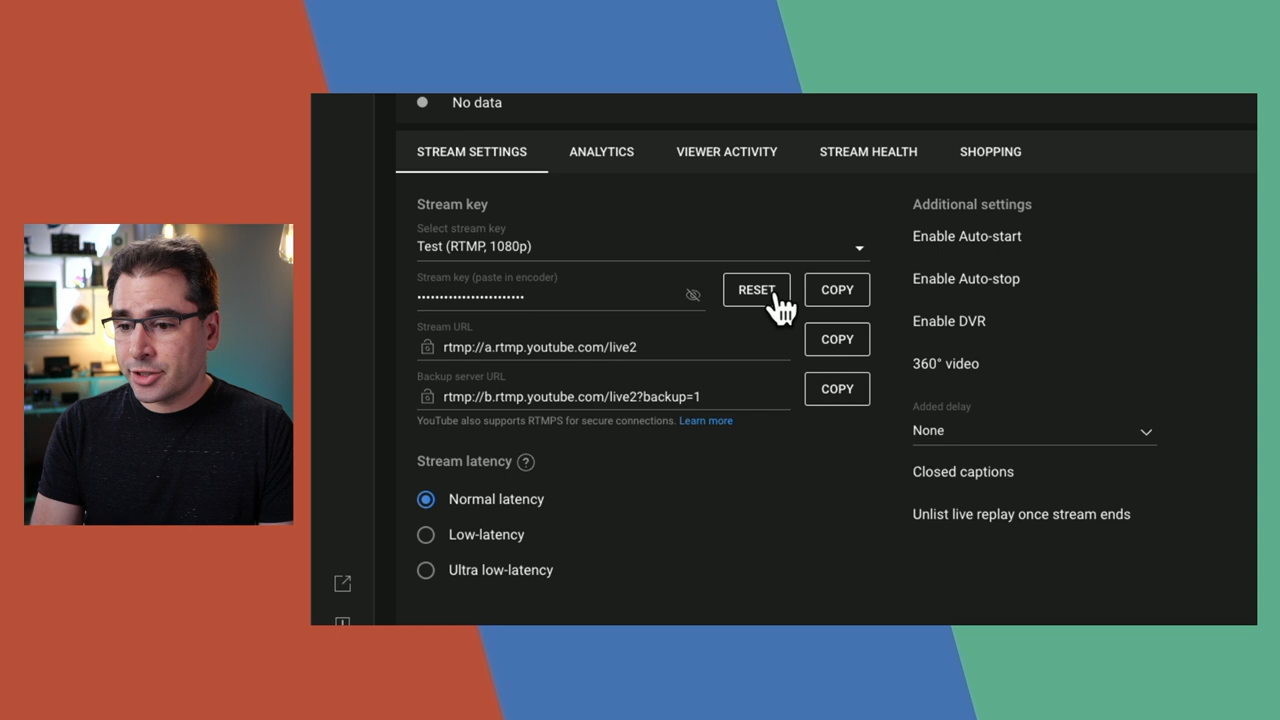 No data
STREAM SETTINGS
ANALYTICS
VIEWER ACTIVITY
STREAM HEALTH
SHOPPING
Stream key
Select stream key
Test (RTMP, 1080p)
Stream key (paste in encoder)
••••••••••••••••••••••••
RESET
COPY
Stream URL
rtmp://a.rtmp.youtube.com/live2
COPY
Backup server URL
rtmp://b.rtmp.youtube.com/live2?backup=1
COPY
YouTube also supports RTMPS for secure connections. Learn more
Stream latency ?
Normal latency
Low-latency
Ultra low-latency
Additional settings
Enable Auto-start
Enable Auto-stop
Enable DVR
360° video
Added delay
None
Closed captions
Unlist live replay once stream ends